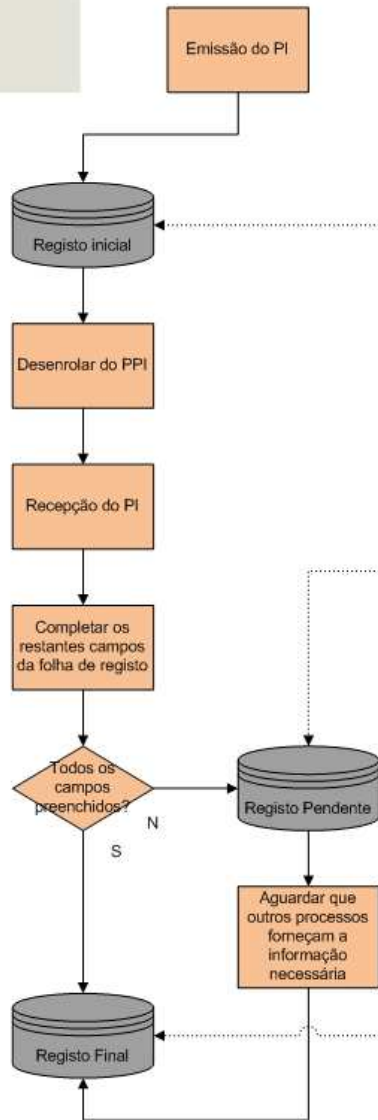 Emissão do PI
Registo inicial
Desenrolar do PPI
Recepção do PI
Completar os
restantes campos
da folha de registo
Todos os
campos
preenchidos?
N
S
Registo Pendente
Aguardar que
outros processos
forneçam a
informação
necessária
Registo Final